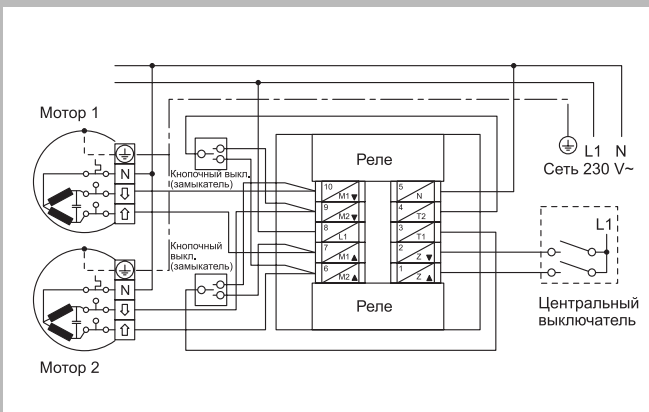 Мотор 1
N
Кнопочный выкл.
(замыкатель)
Реле
10 M1▼
9 M2▼
8 L1
7 M1▲
6 M2▲
5 N
4 T2
3 T1
2 Z▼
1 Z▲
Реле
L1 N
Сеть 230 V~
L1
Центральный
выключатель
Кнопочный
выкл.
(замыкатель)
N
Мотор 2